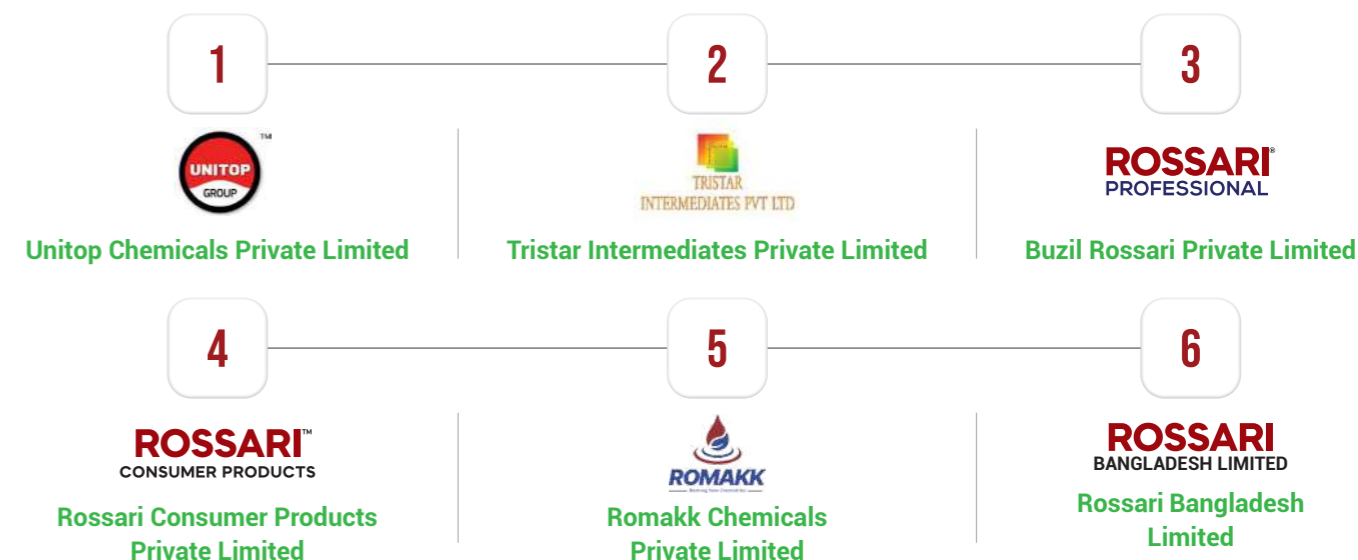 1
2
3
UNITOP
GROUP
™
TRISTAR
INTERMEDIATES PVT LTD
ROSSARI®
PROFESSIONAL
Unitop Chemicals Private Limited
Tristar Intermediates Private Limited
Buzil Rossari Private Limited
4
5
6
ROSSARI™
CONSUMER PRODUCTS
ROMAKK
ROSSARI
BANGLADESH LIMITED
Rossari Consumer Products
Private Limited
Romakk Chemicals
Private Limited
Rossari Bangladesh
Limited